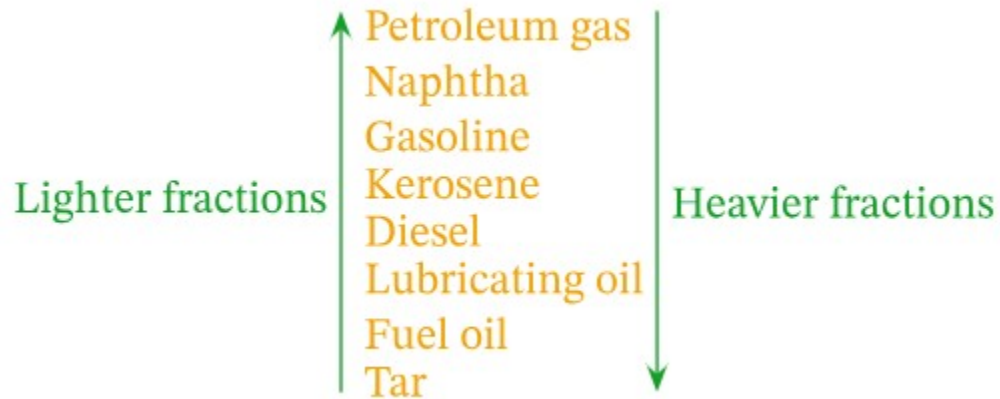 Petroleum gas
Naphtha
Gasoline
Kerosene
Diesel
Lubricating oil
Fuel oil
Tar
Lighter fractions
Heavier fractions